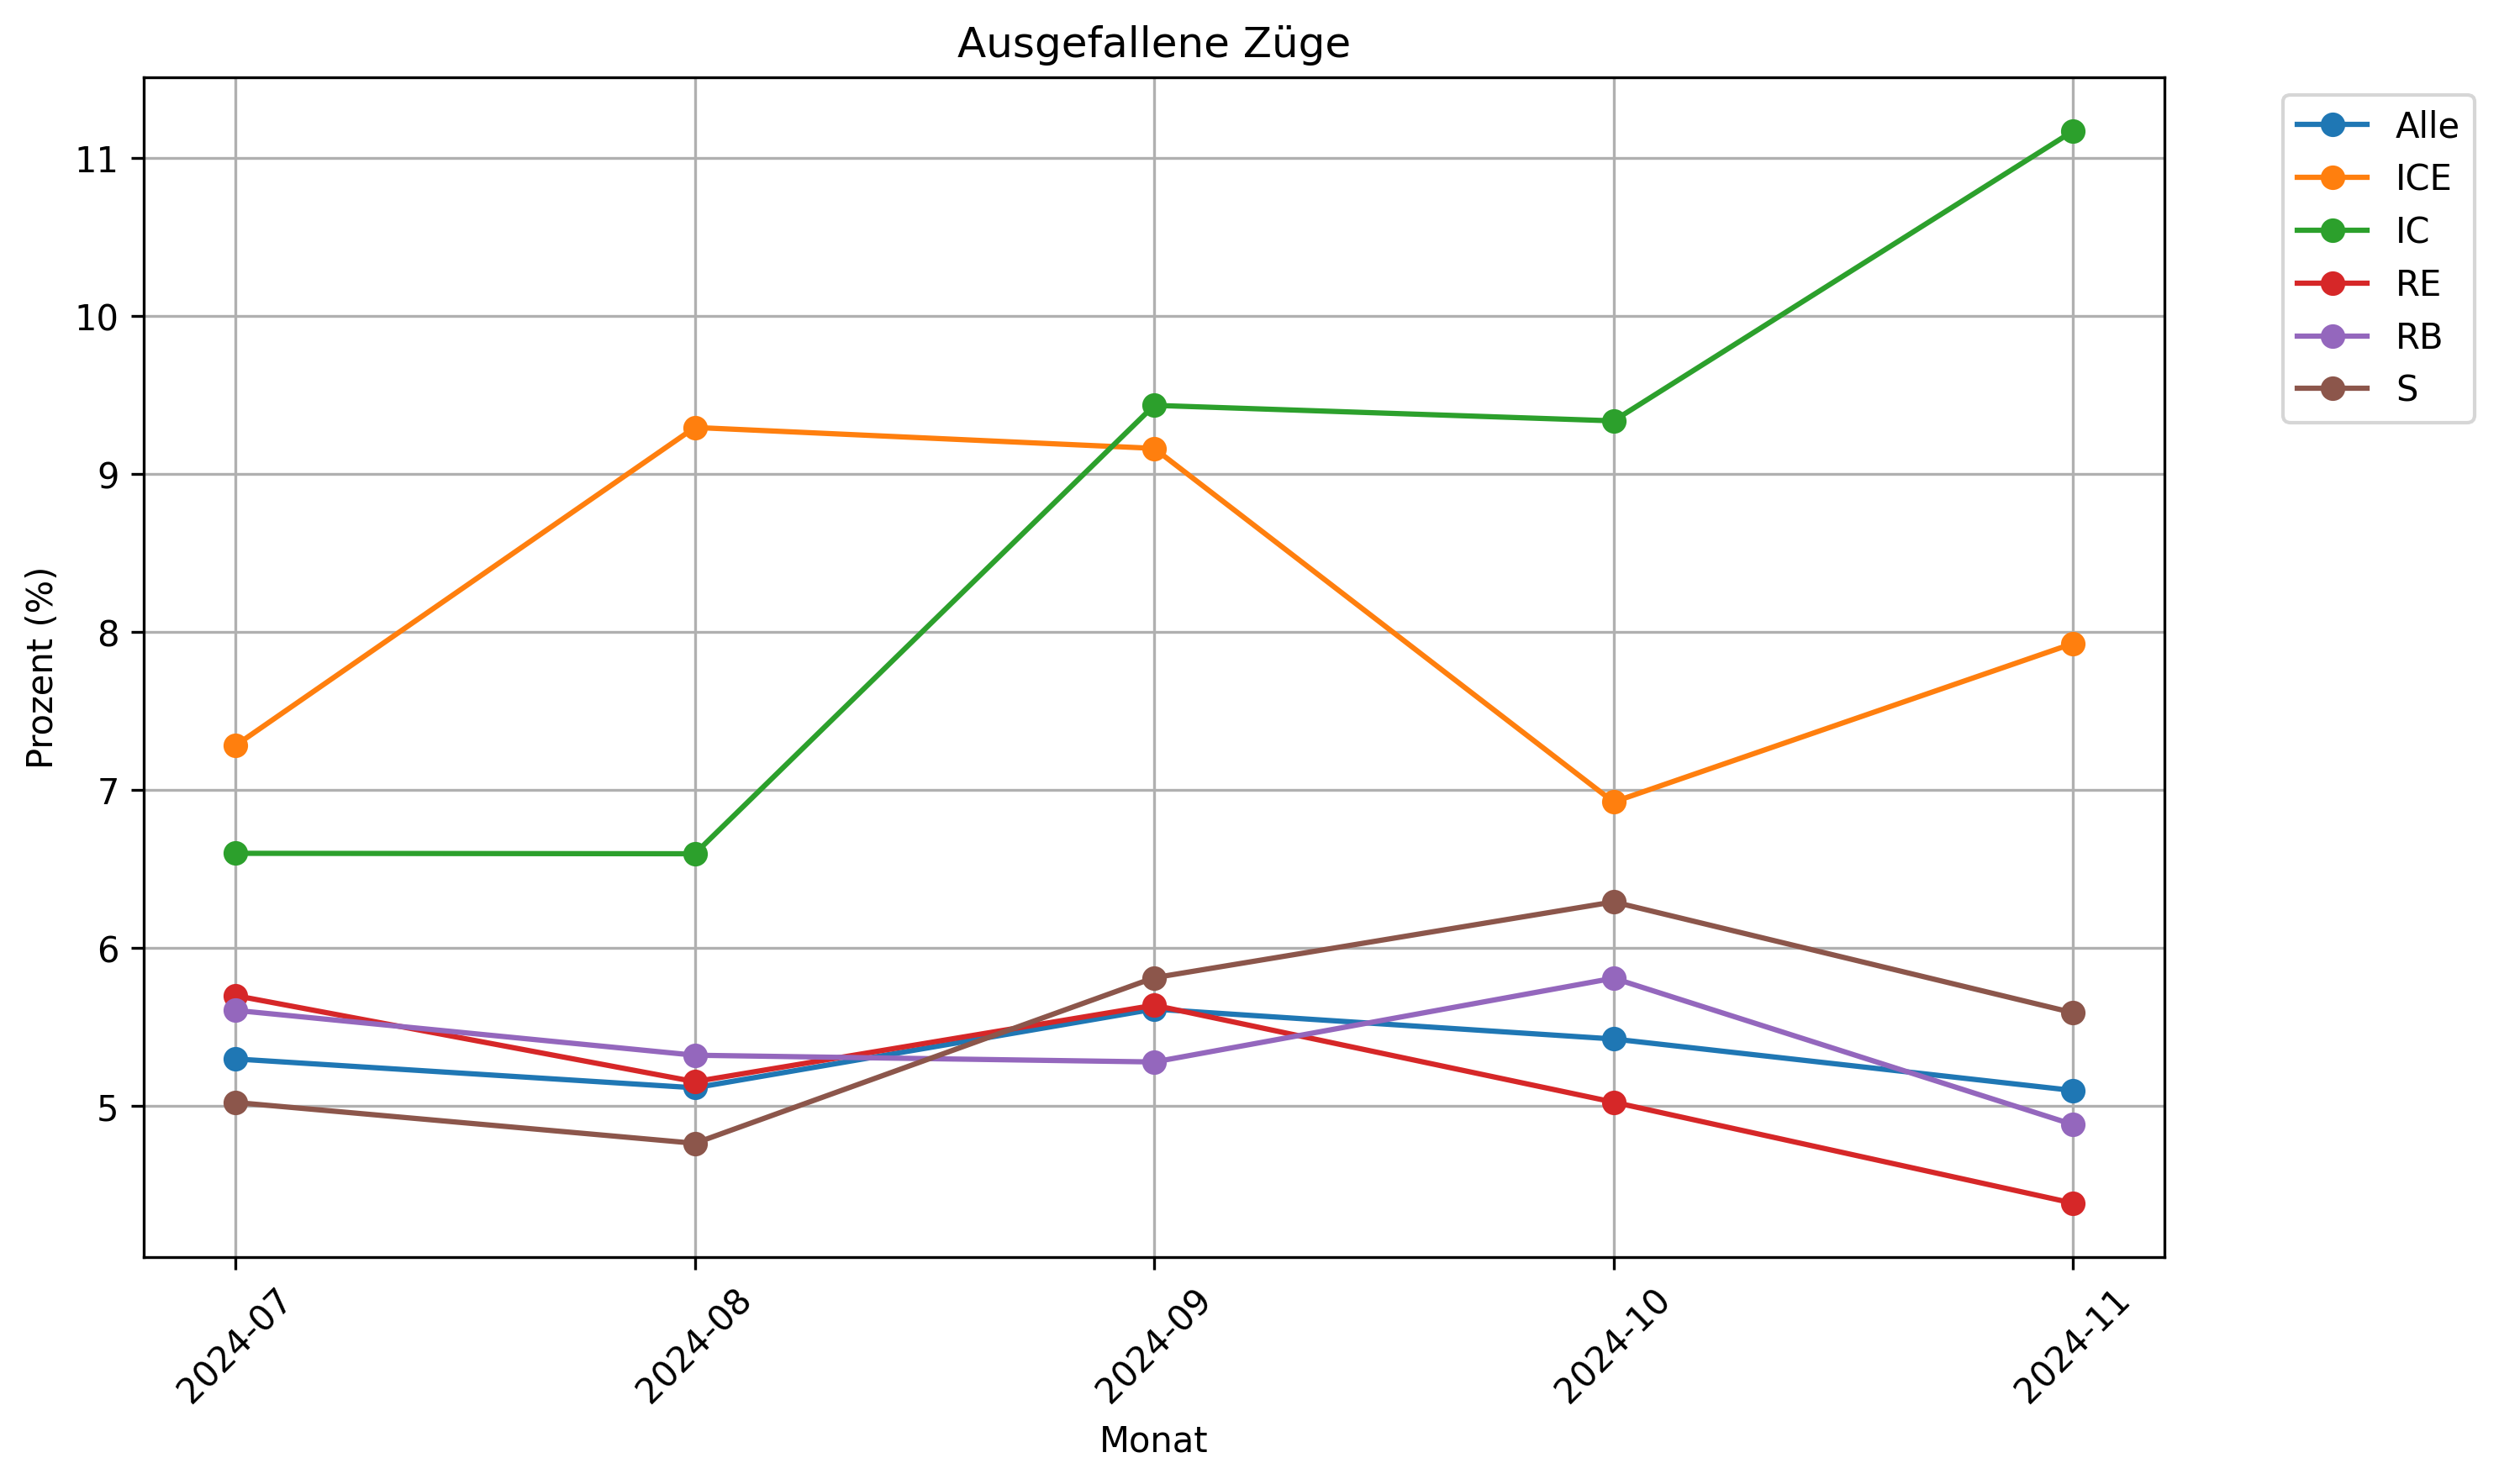 Ausgefallene Züge
Prozent (%)
11
10
9
8
7
6
5
2024-07
2024-08
2024-09
2024-10
2024-11
Monat
Alle
ICE
IC
RE
RB
S